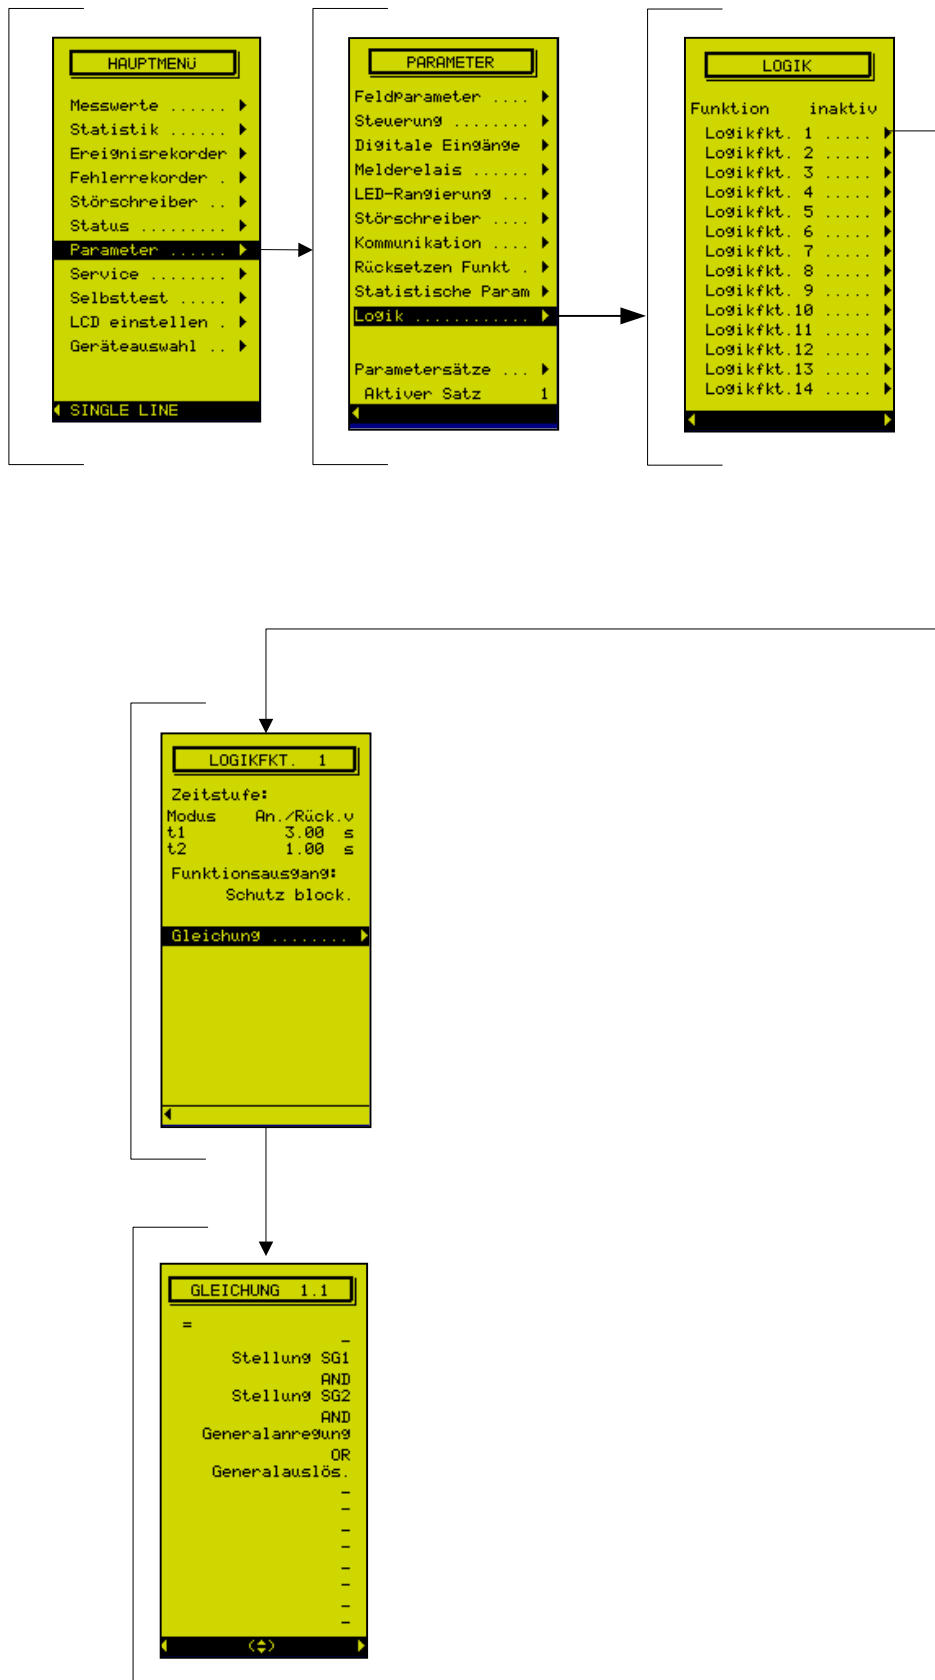 HAUPTMENü
Messwerte ......
Statistik ......
Ereignisrekorder
Fehlerrekorder .
Störschreiber ..
Status .........
Parameter ......
Service ........
Selbsttest .....
LCD einstellen .
Geräteauswahl ..
SINGLE LINE
PARAMETER
Feldparameter ....
Steuerung ........
Digitale Eingänge
Melderelais ......
LED-Rangierung ...
Störschreiber ....
Kommunikation ....
Rücksetzen Funkt .
Statistische Param
Logik ............
Parametersätze ...
Aktiver Satz 1
LOGIK
Funktion inaktiv
Logikfkt. 1 .....
Logikfkt. 2 .....
Logikfkt. 3 .....
Logikfkt. 4 .....
Logikfkt. 5 .....
Logikfkt. 6 .....
Logikfkt. 7 .....
Logikfkt. 8 .....
Logikfkt. 9 .....
Logikfkt.10 .....
Logikfkt.11 .....
Logikfkt.12 .....
Logikfkt.13 .....
Logikfkt.14 .....
LOGIKFKT. 1
Zeitstufe:
Modus An./Rück.v
t1 3.00 s
t2 1.00 s
Funktionsausgang:
Schutz block.
Gleichung ........
GLEICHUNG 1.1
=
–
Stellung SG1
AND
Stellung SG2
AND
Generalanregung
OR
Generalauslös.
–
–
–
–
–
–
–
–